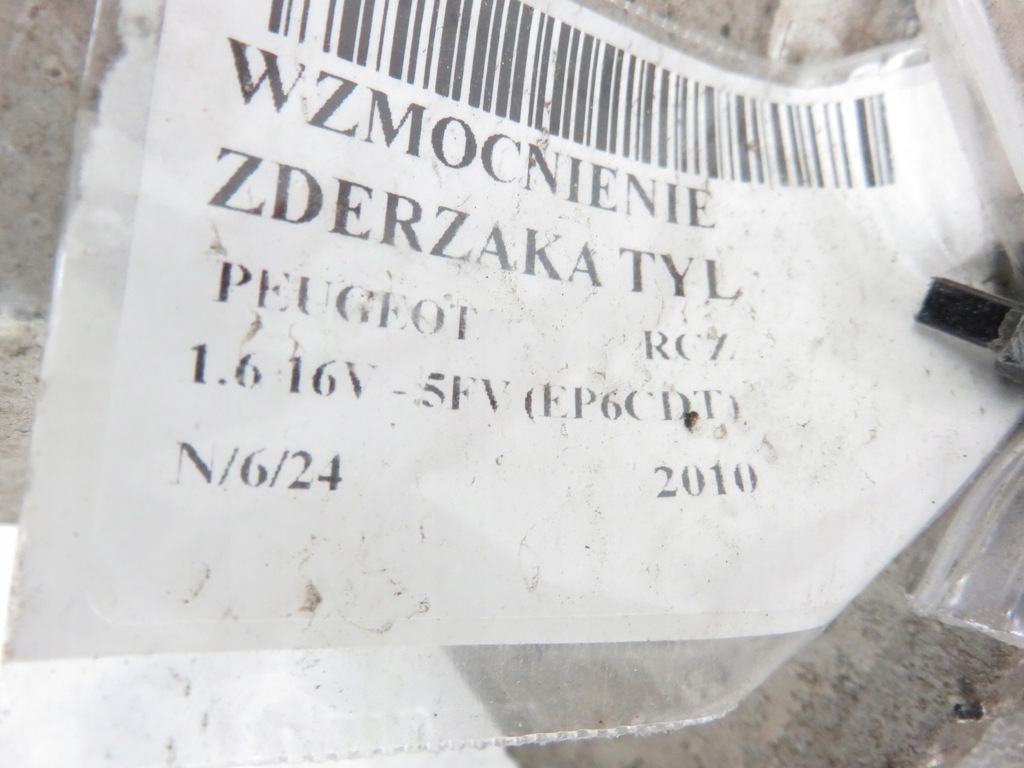 WZMOCNIENIE
ZDERZAKA TYL
PEUGEOT RCZ
1.6 16V - 5FV (EP6CDT)
N/6/24 2010